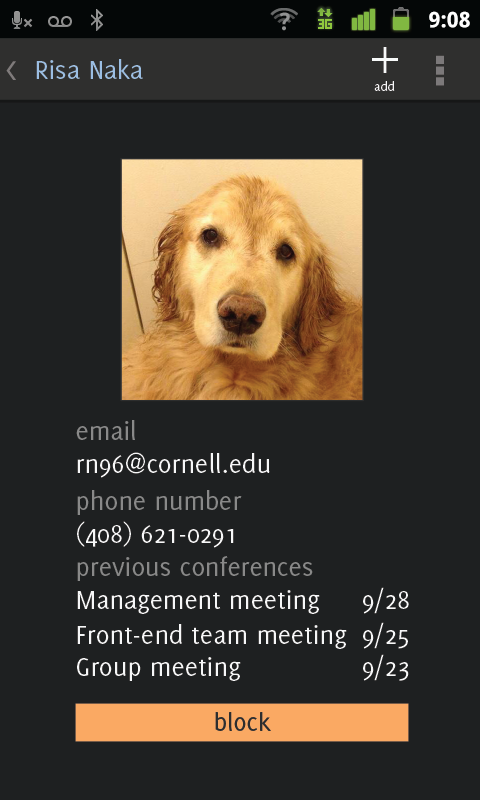 3G
9:08
Risa Naka
add
email
rn96@cornell.edu
phone number
(408) 621-0291
previous conferences
Management meeting 9/28
Front-end team meeting 9/25
Group meeting 9/23
block